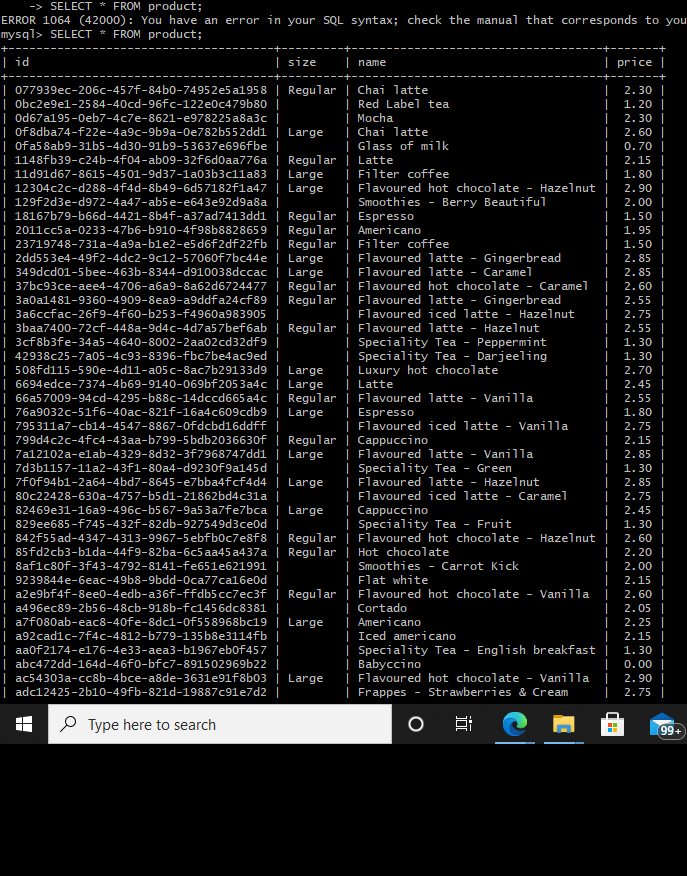 -> SELECT * FROM product;
ERROR 1064 (42000): You have an error in your SQL syntax; check the manual that corresponds to you
mysql> SELECT * FROM product;
+--------------------------------------+---------+--------------------------------------+-------+
| id | size | name | price |
+--------------------------------------+---------+--------------------------------------+-------+
| 077939ec-206c-457f-84b0-74952e5a1958 | Regular | Chai latte | 2.30 |
| 0bc2e9e1-2584-40cd-96fc-122e0c479b80 | | Red Label tea | 1.20 |
| 0d67a195-0eb7-4c7e-8621-e978225a8a3c | | Mocha | 2.30 |
| 0f8dba74-f22e-4a9c-9b9a-0e782b552dd1 | Large | Chai latte | 2.60 |
| 0fa58ab9-31b5-4d30-91b9-53637e696fbe | | Glass of milk | 0.70 |
| 1148fb39-c24b-4f04-ab09-32f6d0aa776a | Regular | Latte | 2.15 |
| 11d91d67-8615-4501-9d37-1a03b3c11a83 | Large | Filter coffee | 1.80 |
| 12304c2c-d288-4f4d-8b49-6d57182f1a47 | Large | Flavoured hot chocolate - Hazelnut | 2.90 |
| 129f2d3e-d972-4a47-ab5e-e643e92d9a8a | | Smoothies - Berry Beautiful | 2.00 |
| 18167b79-b66d-4421-8b4f-a37ad7413dd1 | Regular | Espresso | 1.50 |
| 2011cc5a-0233-47b6-b910-4f98b8828659 | Regular | Americano | 1.95 |
| 23719748-731a-4a9a-b1e2-e5d6f2df22fb | Regular | Filter coffee | 1.50 |
| 2dd553e4-49f2-4dc2-9c12-57060f7bc44e | Large | Flavoured latte - Gingerbread | 2.85 |
| 349dcd01-5bee-463b-8344-d910038dccac | Large | Flavoured latte - Caramel | 2.85 |
| 37bc93ce-aee4-4706-a6a9-8a62d6724477 | Regular | Flavoured hot chocolate - Caramel | 2.60 |
| 3a0a1481-9360-4909-8ea9-a9ddfa24cf89 | Regular | Flavoured latte - Gingerbread | 2.55 |
| 3a6ccfac-26f9-4f60-b253-f4960a983905 | | Flavoured iced latte - Hazelnut | 2.75 |
| 3baa7400-72cf-448a-9d4c-4d7a57bef6ab | Regular | Flavoured latte - Hazelnut | 2.55 |
| 3cf8b3fe-34a5-4640-8002-2aa02cd32df9 | | Speciality Tea - Peppermint | 1.30 |
| 42938c25-7a05-4c93-8396-fbc7be4ac9ed | | Speciality Tea - Darjeeling | 1.30 |
| 508fd115-590e-4d11-a05c-8ac7b29133d9 | Large | Luxury hot chocolate | 2.70 |
| 6694edce-7374-4b69-9140-069bf2053a4c | Large | Latte | 2.45 |
| 66a57009-94cd-4295-b88c-14dccd665a4c | Regular | Flavoured latte - Vanilla | 2.55 |
| 76a9032c-51f6-40ac-821f-16a4c609cdb9 | Large | Espresso | 1.80 |
| 795311a7-cb14-4547-8867-0fdcbd16ddff | | Flavoured iced latte - Vanilla | 2.75 |
| 799d4c2c-4fc4-43aa-b799-5bdb2036630f | Regular | Cappuccino | 2.15 |
| 7a12102a-e1ab-4329-8d32-3f7968747dd1 | Large | Flavoured latte - Vanilla | 2.85 |
| 7d3b1157-11a2-43f1-80a4-d9230f9a145d | | Speciality Tea - Green | 1.30 |
| 7f0f94b1-2a64-4bd7-8645-e7bba4fcf4d4 | Large | Flavoured latte - Hazelnut | 2.85 |
| 80c22428-630a-4757-b5d1-21862bd4c31a | | Flavoured iced latte - Caramel | 2.75 |
| 82469e31-16a9-496c-b567-9a53a7fe7bca | Large | Cappuccino | 2.45 |
| 829ee685-f745-432f-82db-927549d3ce0d | | Speciality Tea - Fruit | 1.30 |
| 842f55ad-4347-4313-9967-5ebfb0c7e8f8 | Regular | Flavoured hot chocolate - Hazelnut | 2.60 |
| 85fd2cb3-b1da-44f9-82ba-6c5aa45a437a | Regular | Hot chocolate | 2.20 |
| 8af1c80f-3f43-4792-8141-fe651e621991 | | Smoothies - Carrot Kick | 2.00 |
| 9239844e-6eac-49b8-9bdd-0ca77ca16e0d | | Flat white | 2.15 |
| a2e9bf4f-8ee0-4edb-a36f-ffdb5cc7ec3f | Regular | Flavoured hot chocolate - Vanilla | 2.60 |
| a496ec89-2b56-48cb-918b-fc1456dc8381 | | Cortado | 2.05 |
| a7f080ab-eac8-40fe-8dc1-0f558968bc19 | Large | Americano | 2.25 |
| a92cad1c-7f4c-4812-b779-135b8e3114fb | | Iced americano | 2.15 |
| aa0f2174-e176-4e33-aea3-b1967eb0f457 | | Speciality Tea - English breakfast | 1.30 |
| abc472dd-164d-46f0-bfc7-891502969b22 | | Babyccino | 0.00 |
| ac54303a-cc8b-4bce-a8de-3631e91f8b03 | Large | Flavoured hot chocolate - Vanilla | 2.90 |
| adc12425-2b10-49fb-821d-19887c91e7d2 | | Frappes - Strawberries & Cream | 2.75 |
Type here to search
99+